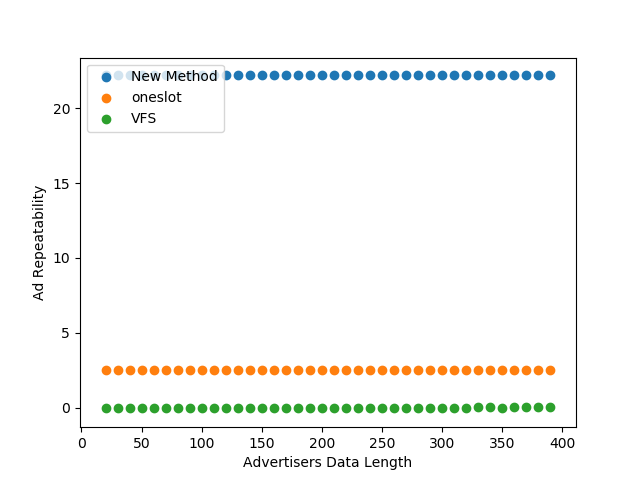 New Method
oneslot
VFS
20
15
10
5
0
Ad Repeatability
0 50 100 150 200 250 300 350 400
Advertisers Data Length